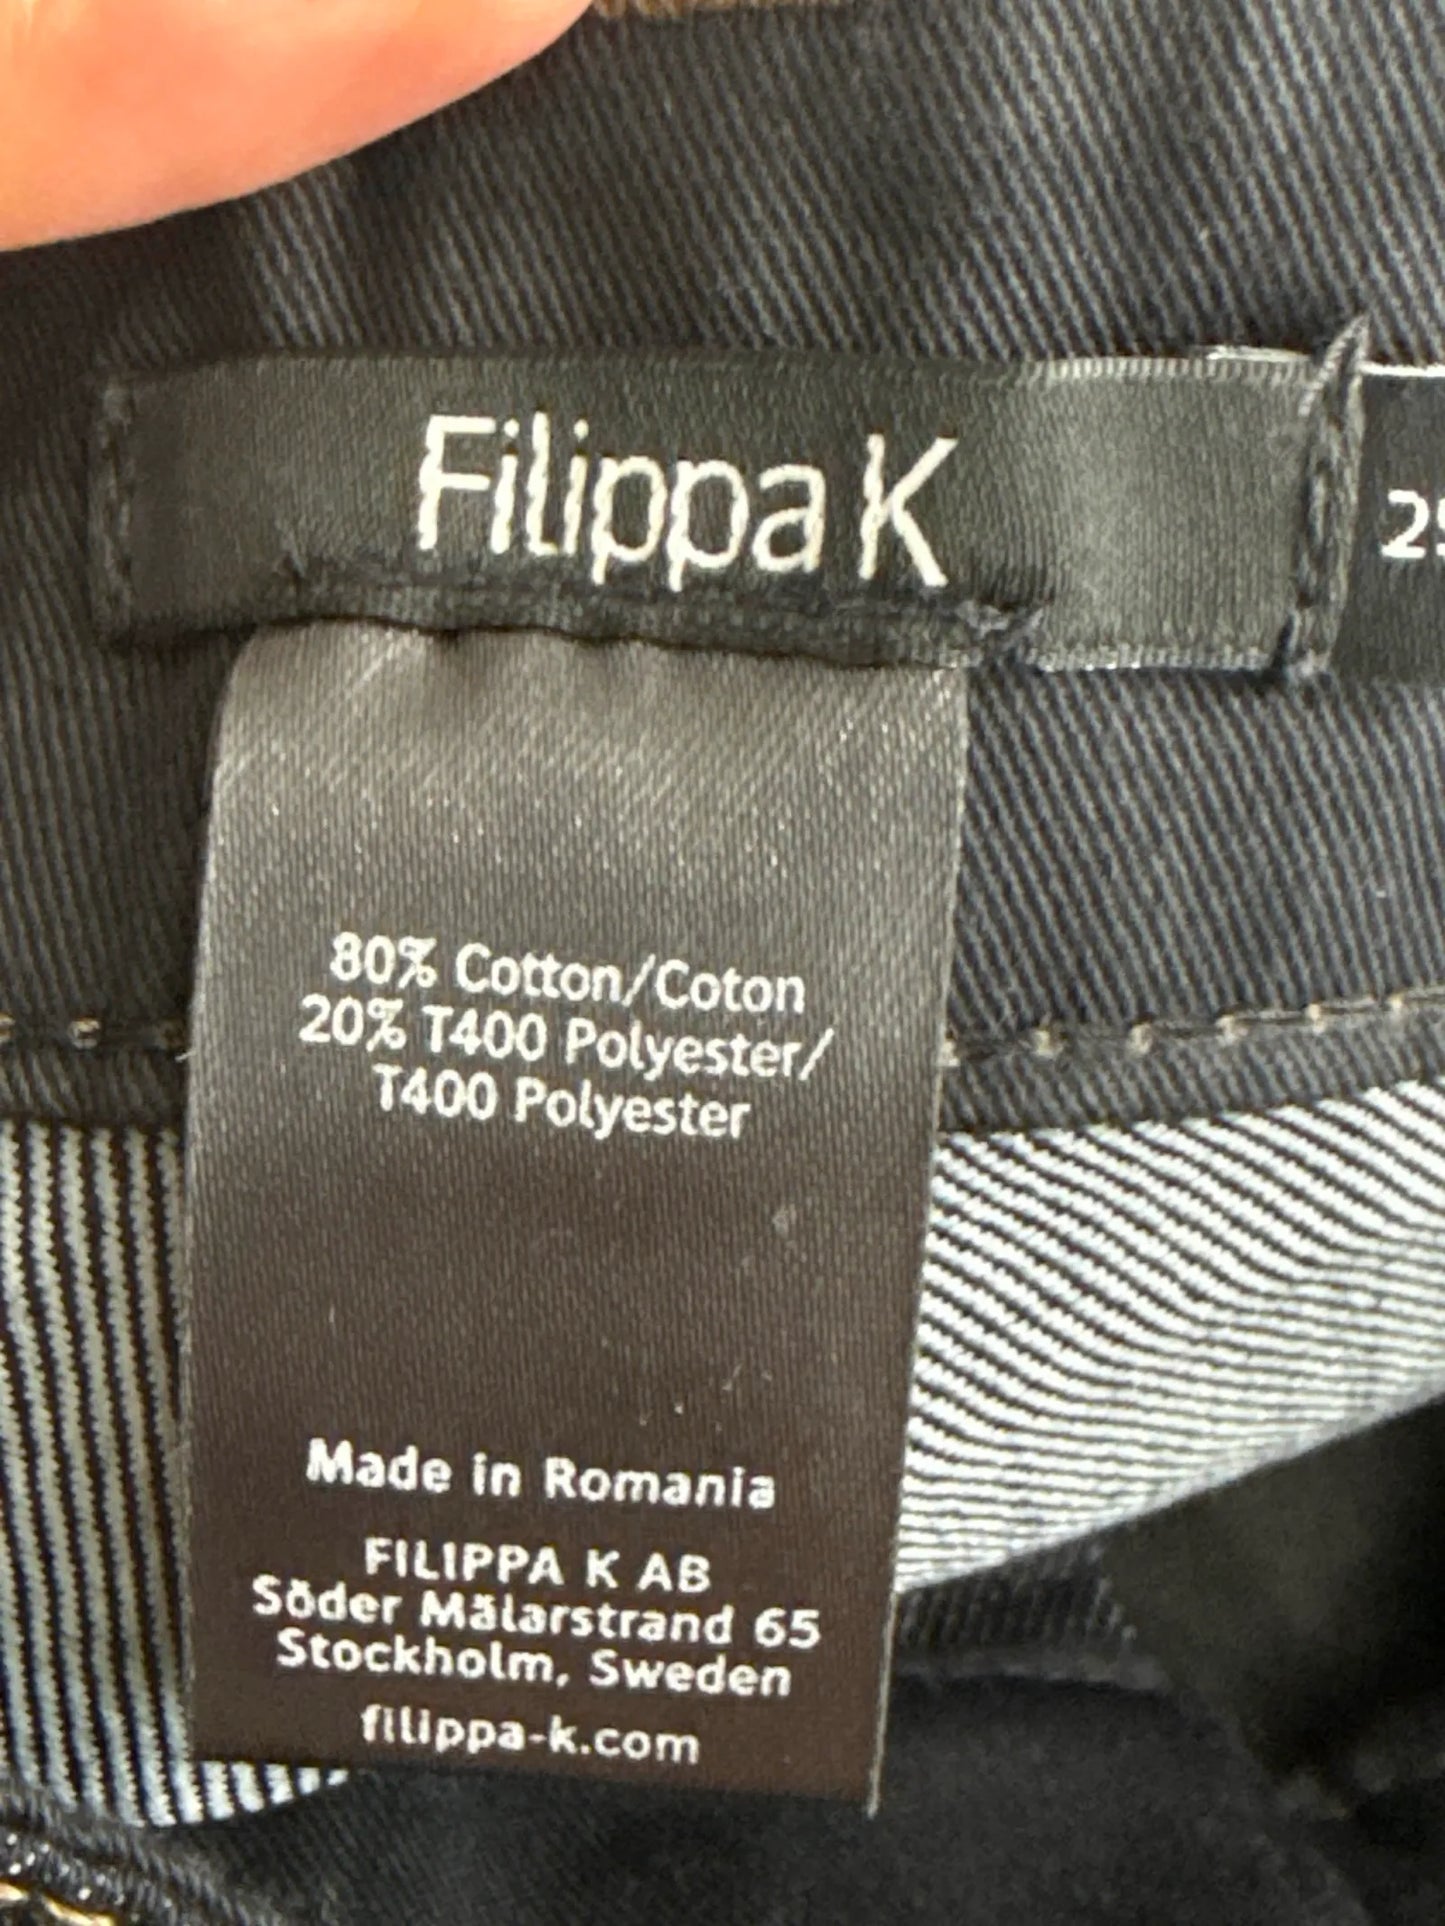 Filippa K
80% Cotton/Coton
20% T400 Polyester/
T400 Polyester
Made in Romania
FILIPPA K AB
Söder Mälarstrand 65
Stockholm, Sweden
filippa-k.com